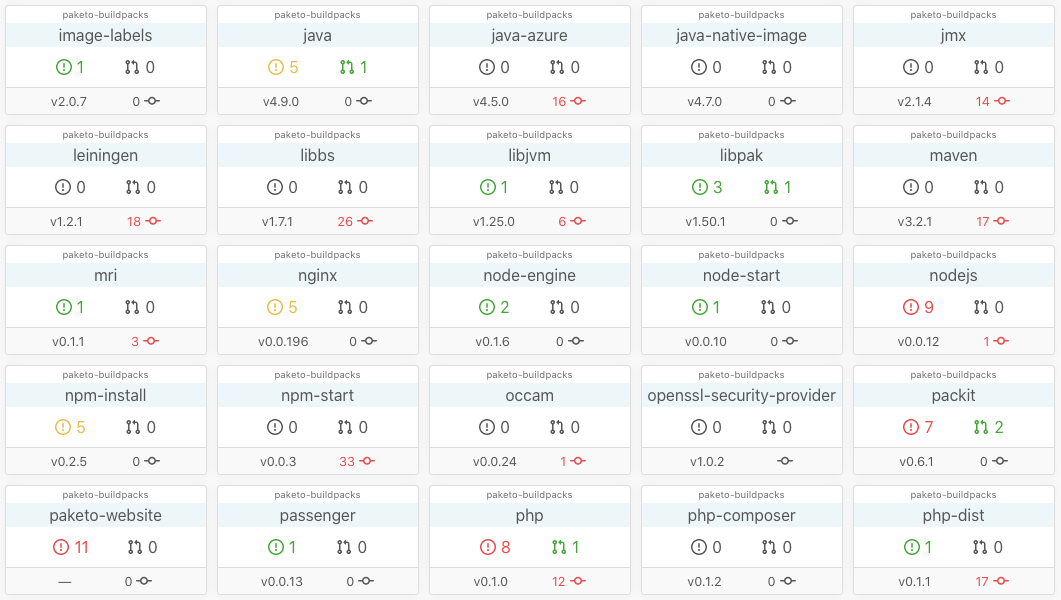 paketo-buildpacks paketo-buildpacks paketo-buildpacks paketo-buildpacks paketo-buildpacks
image-labels java java-azure java-native-image jmx
1 0 5 1 0 0 0 0 0 0
v2.0.7 0 v4.9.0 0 v4.5.0 16 v4.7.0 0 v2.1.4 14
paketo-buildpacks paketo-buildpacks paketo-buildpacks paketo-buildpacks paketo-buildpacks
leiningen libbs libjvm libpak maven
0 0 0 0 1 0 3 1 0 0
v1.2.1 18 v1.7.1 26 v1.25.0 6 v1.50.1 0 v3.2.1 17
paketo-buildpacks paketo-buildpacks paketo-buildpacks paketo-buildpacks paketo-buildpacks
mri nginx node-engine node-start nodejs
1 0 5 0 2 0 1 0 9 0
v0.1.1 3 v0.0.196 0 v0.1.6 0 v0.0.10 0 v0.0.12 1
paketo-buildpacks paketo-buildpacks paketo-buildpacks paketo-buildpacks paketo-buildpacks
npm-install npm-start occam openssl-security-provider packit
5 0 0 0 0 0 0 0 7 2
v0.2.5 0 v0.0.3 33 v0.0.24 1 v1.0.2 v0.6.1 0
paketo-buildpacks paketo-buildpacks paketo-buildpacks paketo-buildpacks paketo-buildpacks
paketo-website passenger php php-composer php-dist
11 0 1 0 8 1 0 0 1 0
— 0 v0.0.13 0 v0.1.0 12 v0.1.2 0 v0.1.1 17